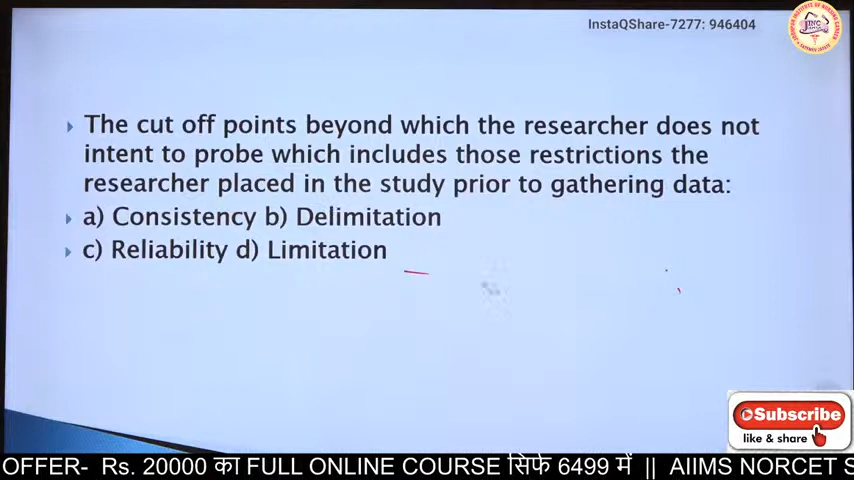 InstaQShare-7277: 946404
The cut off points beyond which the researcher does not
intent to probe which includes those restrictions the
researcher placed in the study prior to gathering data:
a) Consistency b) Delimitation
c) Reliability d) Limitation
Subscribe
like & share
OFFER- Rs. 20000 का FULL ONLINE COURSE सिर्फ 6499 में || AIIMS NORCET S